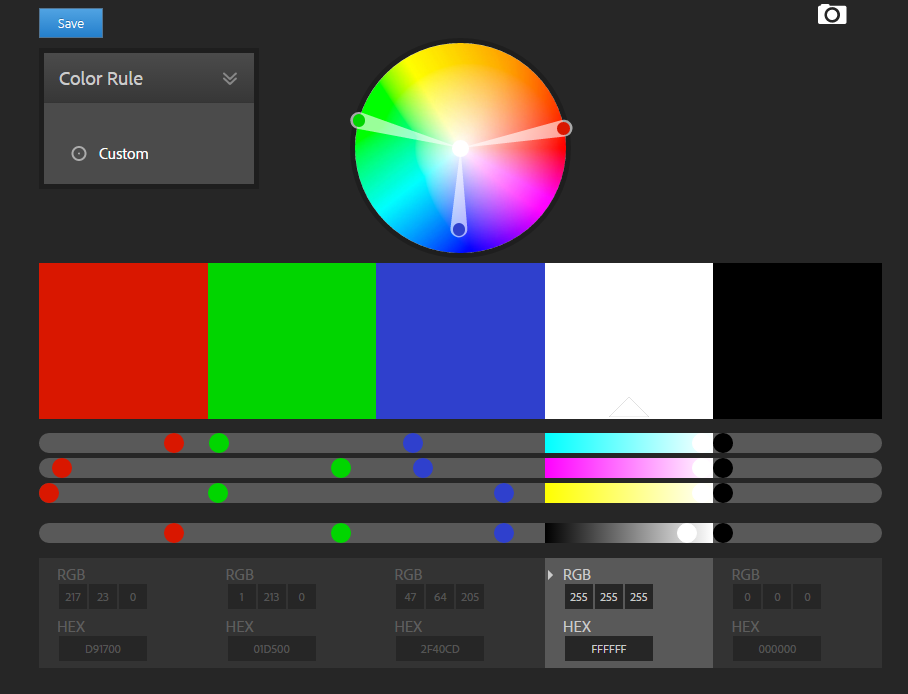 Save
Color Rule
Custom
RGB RGB RGB RGB RGB
217 23 0 1 213 0 47 64 205 255 255 255 0 0 0
HEX HEX HEX HEX HEX
D91700 01D500 2F40CD FFFFFF 000000